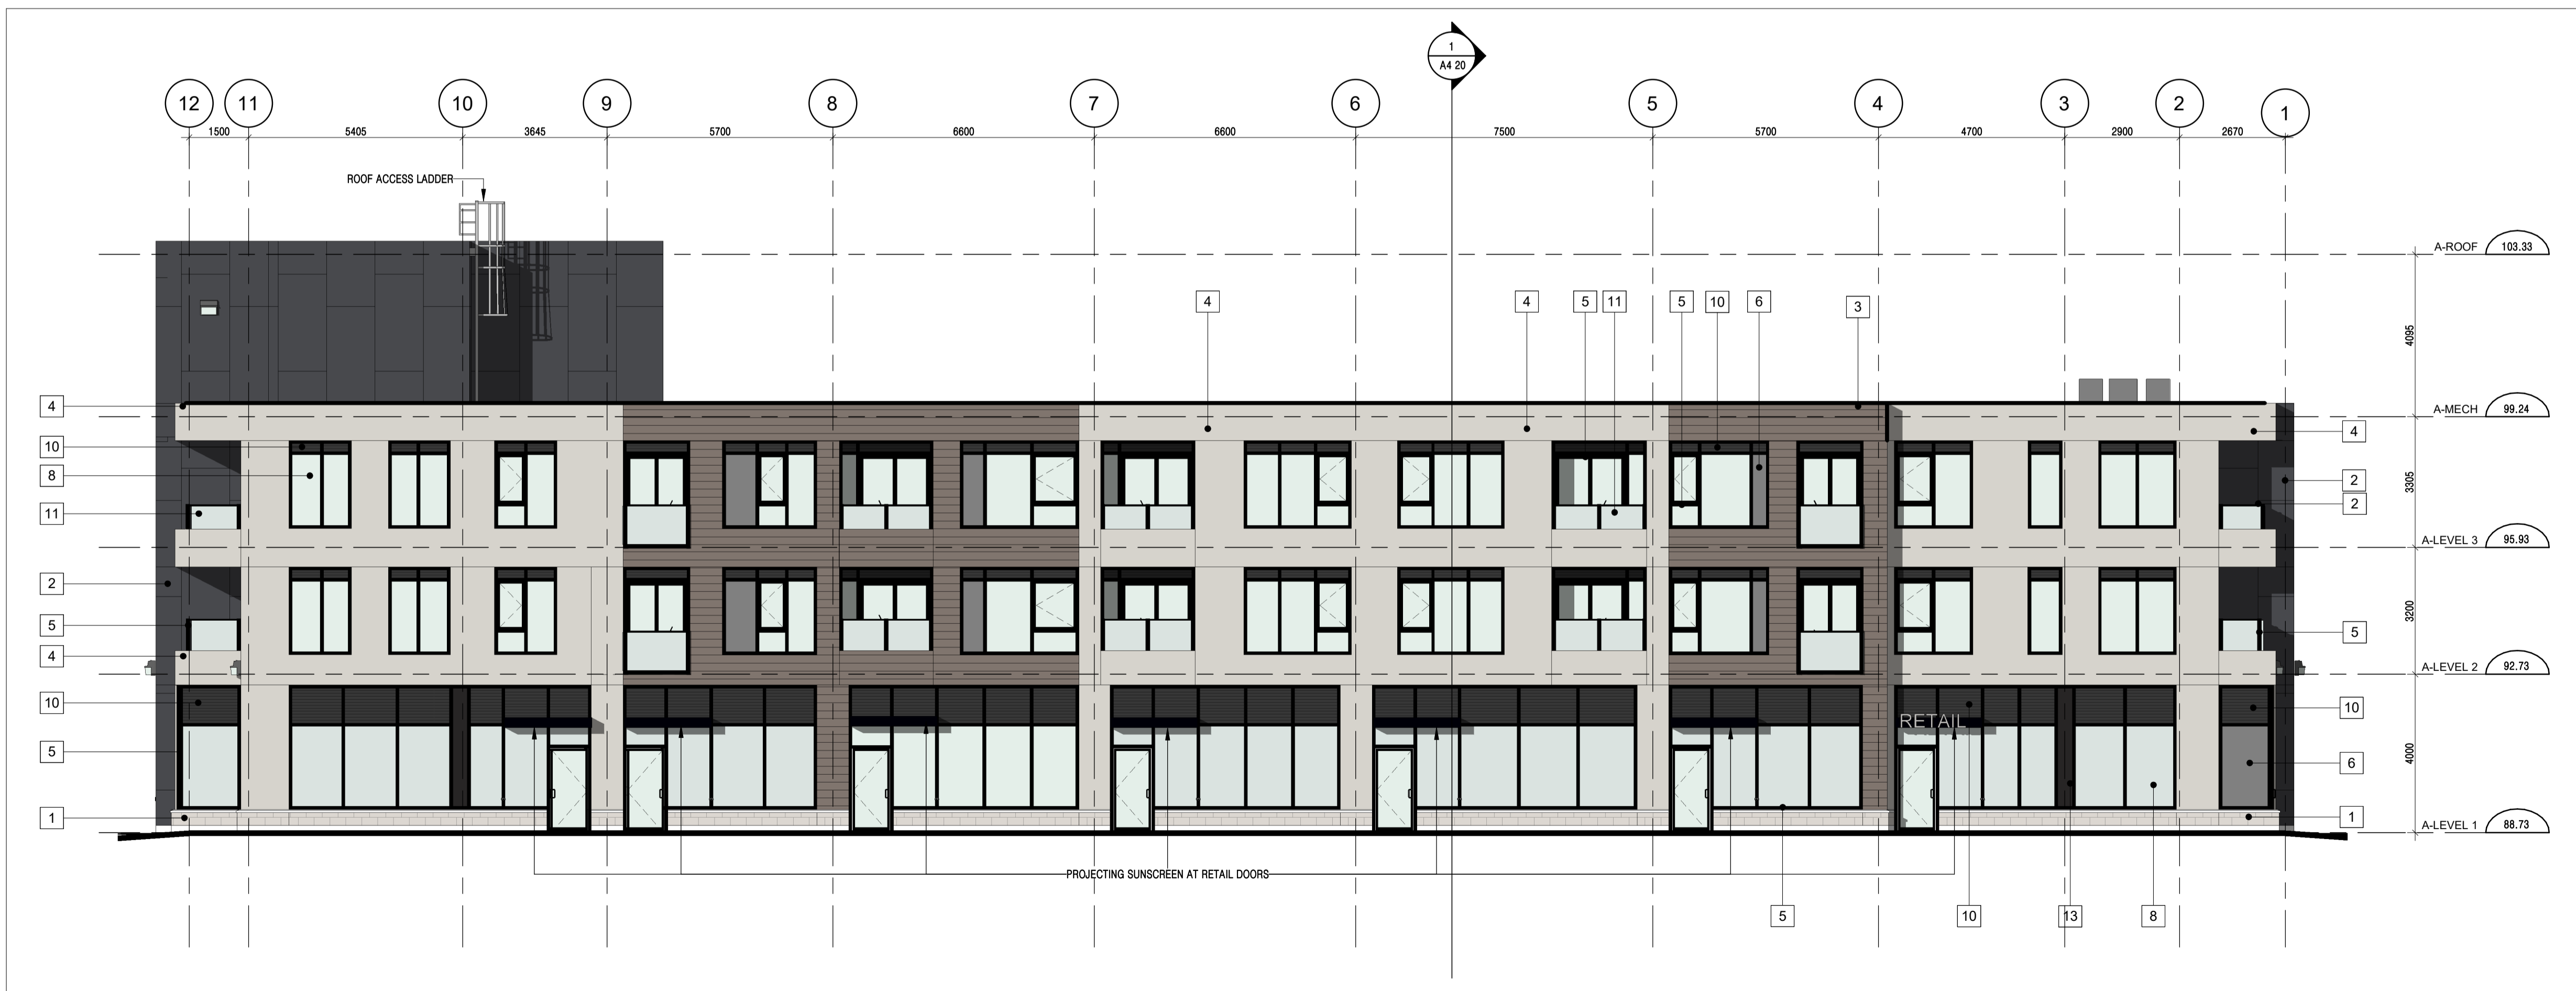 1
A4 20
12 11 10 9 8 7 6 5 4 3 2 1
1500 5405 3645 5700 6600 6600 7500 5700 4700 2900 2670
ROOF ACCESS LADDER
A-ROOF 103.33
4 4 5 11 5 10 6 3
4095
4
A-MECH 99.24
4
10
8
3305
2
2
11
A-LEVEL 3 95.93
2
3200
5
5
4
A-LEVEL 2 92.73
10
10
RETAIL
5
4000
6
1
1
A-LEVEL 1 88.73
PROJECTING SUNSCREEN AT RETAIL DOORS
5 10 13 8